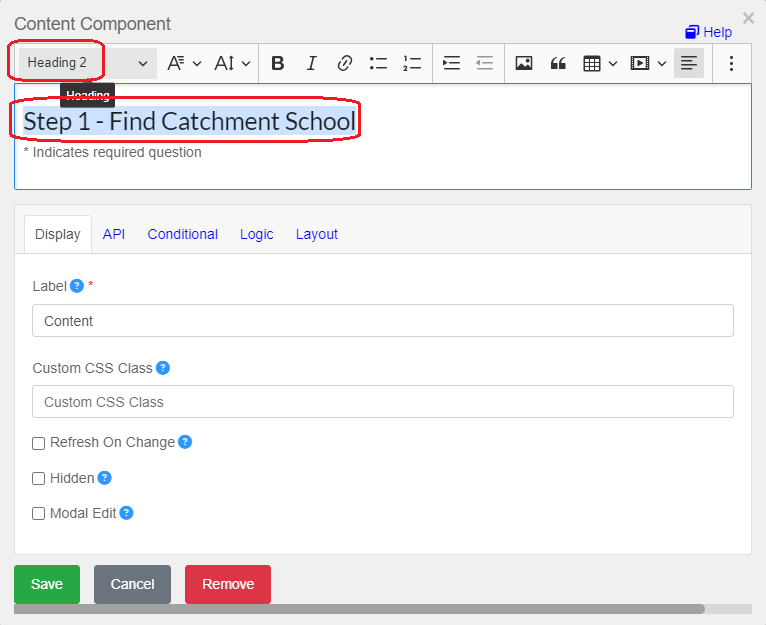 Content Component
×
Help
Heading 2
B I
Heading
Step 1 - Find Catchment School
* Indicates required question
Display API Conditional Logic Layout
Label ? *
Content
Custom CSS Class ?
Custom CSS Class
Refresh On Change ?
Hidden ?
Modal Edit ?
Save Cancel Remove